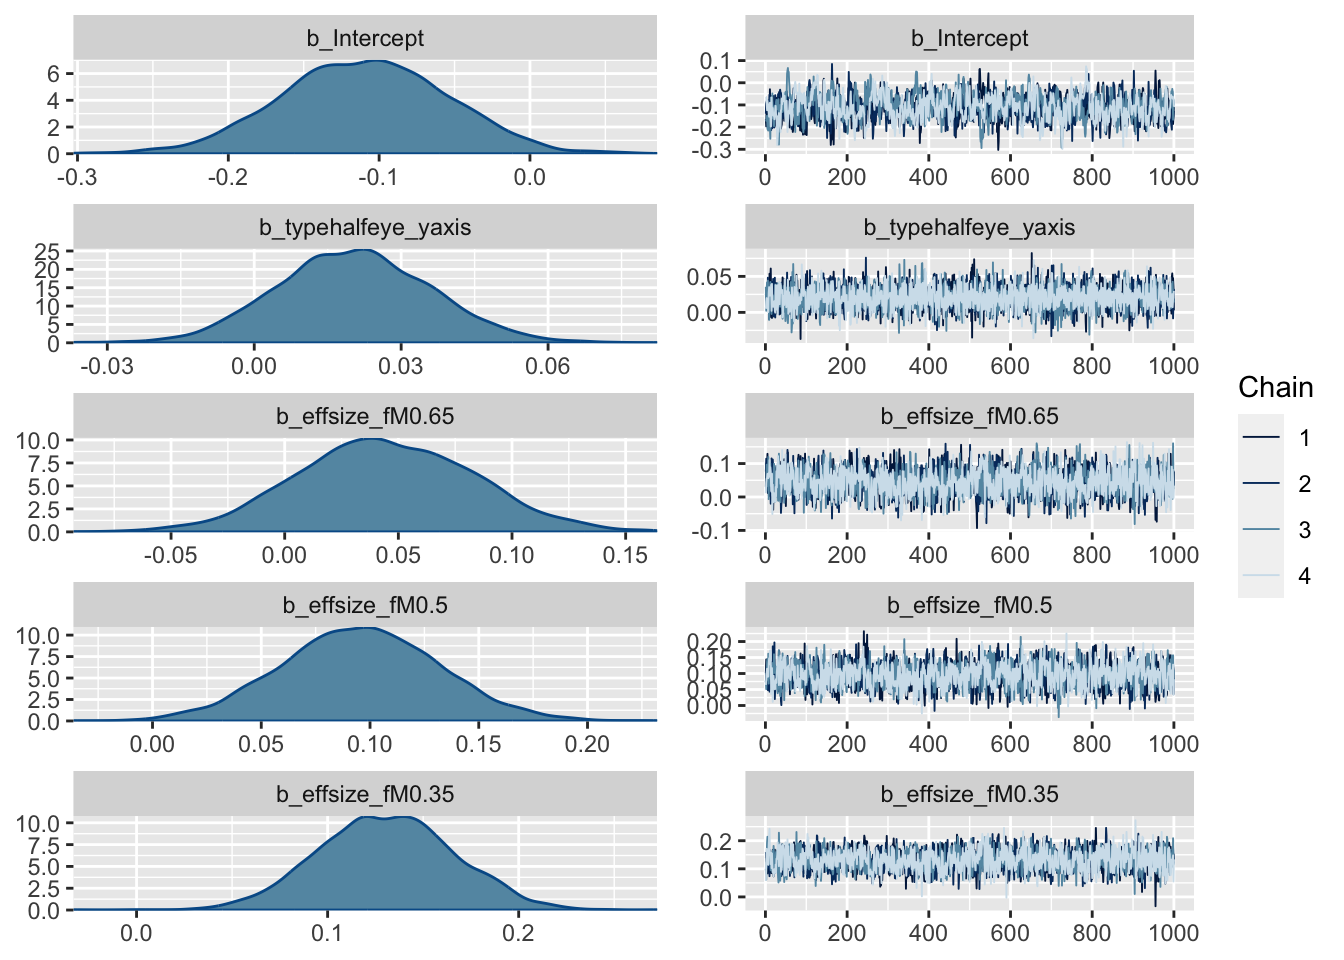 b_Intercept
6
4
2
0
-0.3 -0.2 -0.1 0.0
b_Intercept
0.1
0.0
-0.1
-0.2
-0.3
0 200 400 600 800 1000
b_typehalfeye_yaxis
25
20
15
10
5
0
-0.03 0.00 0.03 0.06
b_typehalfeye_yaxis
0.05
0.00
0 200 400 600 800 1000
b_effsize_fM0.65
10.0
7.5
5.0
2.5
0.0
-0.05 0.00 0.05 0.10 0.15
b_effsize_fM0.65
0.1
0.0
-0.1
0 200 400 600 800 1000
b_effsize_fM0.5
10.0
7.5
5.0
2.5
0.0
0.00 0.05 0.10 0.15 0.20
b_effsize_fM0.5
0.20
0.15
0.10
0.05
0.00
0 200 400 600 800 1000
b_effsize_fM0.35
10.0
7.5
5.0
2.5
0.0
0.0 0.1 0.2
b_effsize_fM0.35
0.2
0.1
0.0
0 200 400 600 800 1000
Chain
1
2
3
4